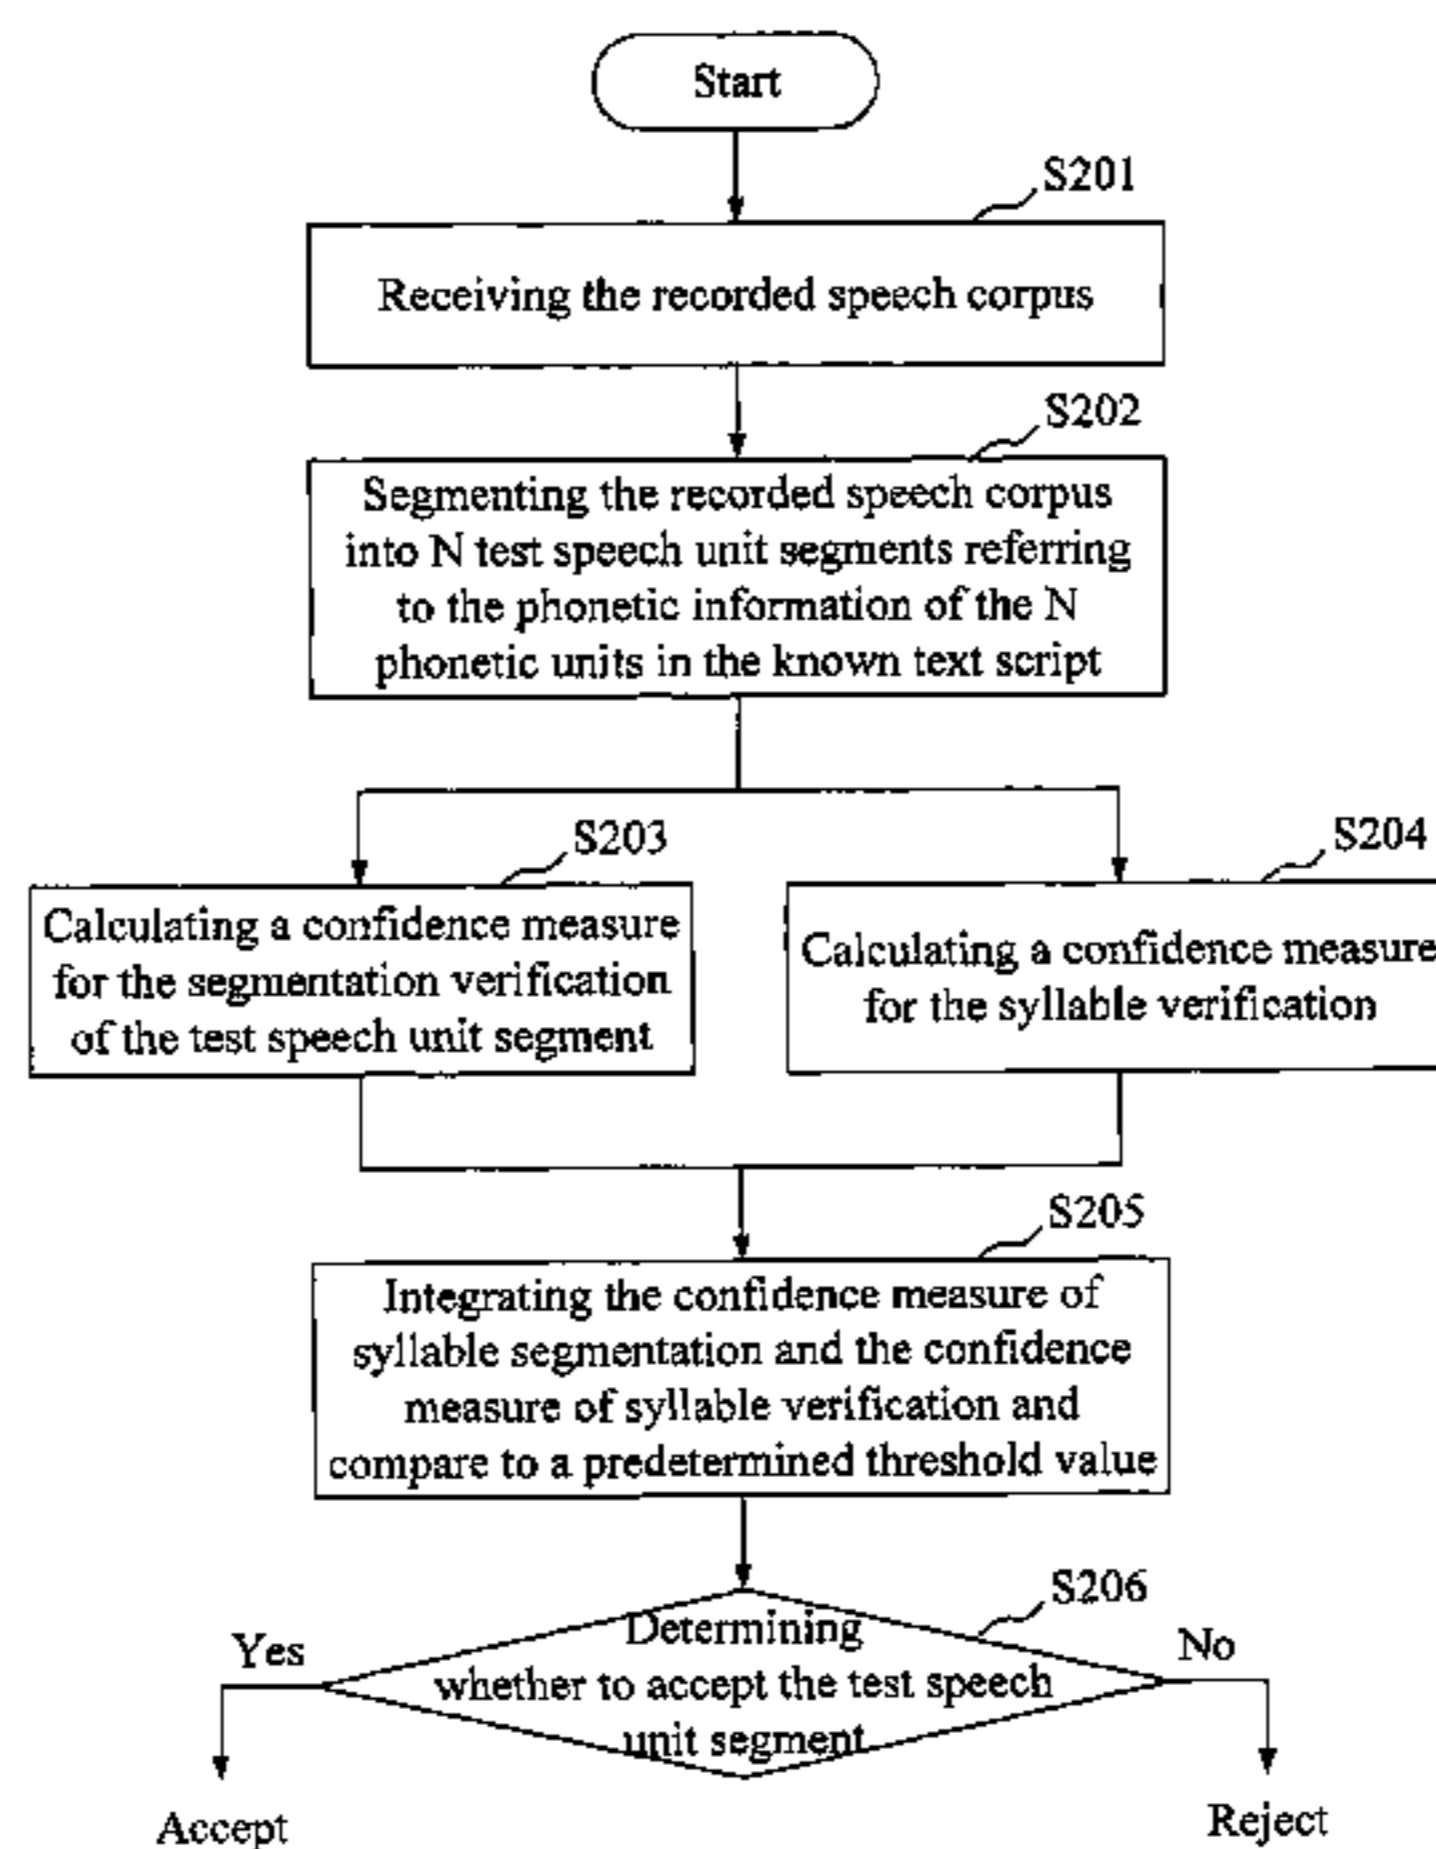 Start
S201
Receiving the recorded speech corpus
S202
Segmenting the recorded speech corpus
into N test speech unit segments referring
to the phonetic information of the N
phonetic units in the known text script
S203
Calculating a confidence measure
for the segmentation verification
of the test speech unit segment
S204
Calculating a confidence measure
for the syllable verification
S205
Integrating the confidence measure of
syllable segmentation and the confidence
measure of syllable verification and
compare to a predetermined threshold value
S206
Determining
whether to accept the test speech
unit segment
Yes
No
Accept
Reject